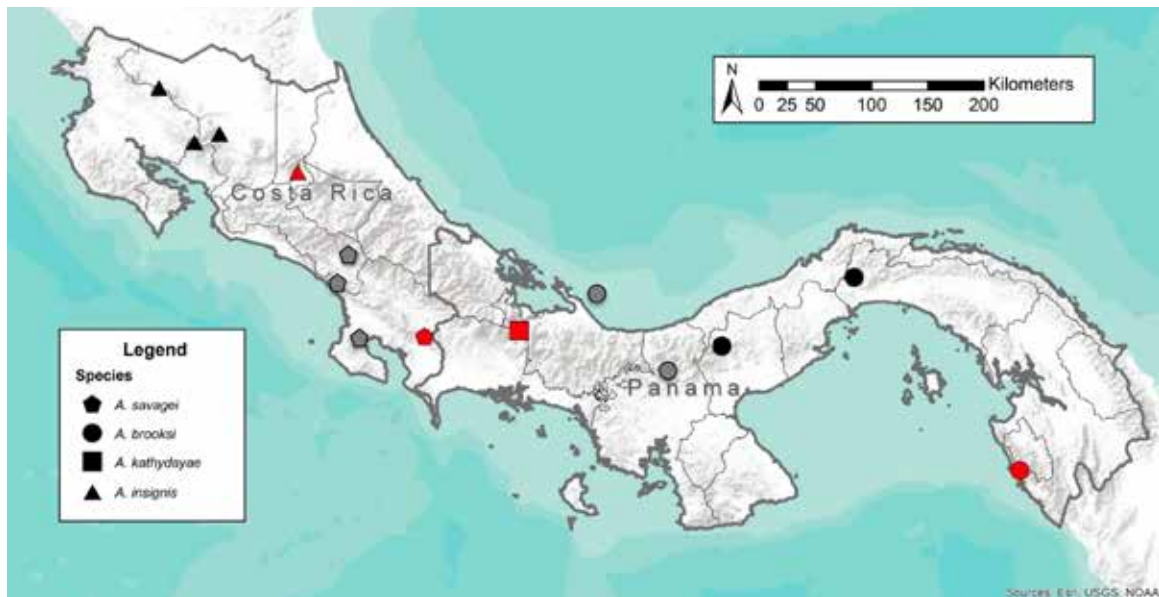 N
Kilometers
0 25 50 100 150 200
Costa Rica
Panama
Legend
Species
A. savagei
A. brooksi
A. kathydayae
A. insignis
Sources: Esri, USGS, NOAA